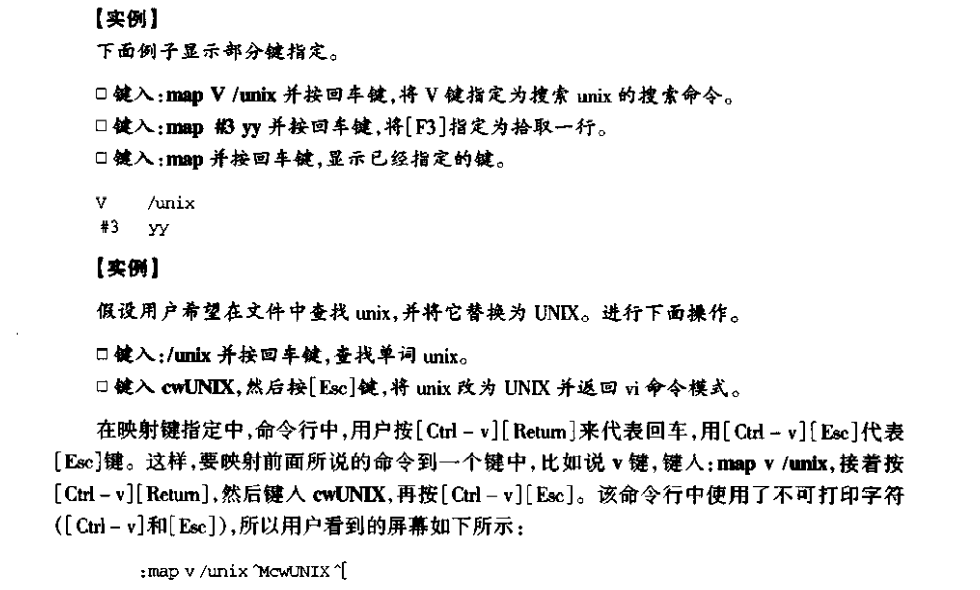 【实例】
下面例子显示部分键指定。
□ 键入:map V /unix 并按回车键,将 V 键指定为搜索 unix 的搜索命令。
□ 键入:map #3 yy 并按回车键,将[F3]指定为拾取一行。
□ 键入:map 并按回车键,显示已经指定的键。
V /unix
#3 yy
【实例】
假设用户希望在文件中查找 unix,并将它替换为 UNIX。进行下面操作。
□ 键入:/unix 并按回车键,查找单词 unix。
□ 键入 cwUNIX,然后按[Esc]键,将 unix 改为 UNIX 并返回 vi 命令模式。
在映射键指定中,命令行中,用户按[Ctrl-v][Return]来代表回车,用[Ctrl-v][Esc]代表
[Esc]键。这样,要映射前面所说的命令到一个键中,比如说 v 键,键人:map v /unix,接着按
[Ctrl-v][Return],然后键人 cwUNIX,再按[Ctrl-v][Esc]。该命令行中使用了不可打印字符
([Ctrl-v]和[Esc]),所以用户看到的屏幕如下所示:
:map v /unix ^McwUNIX ^[